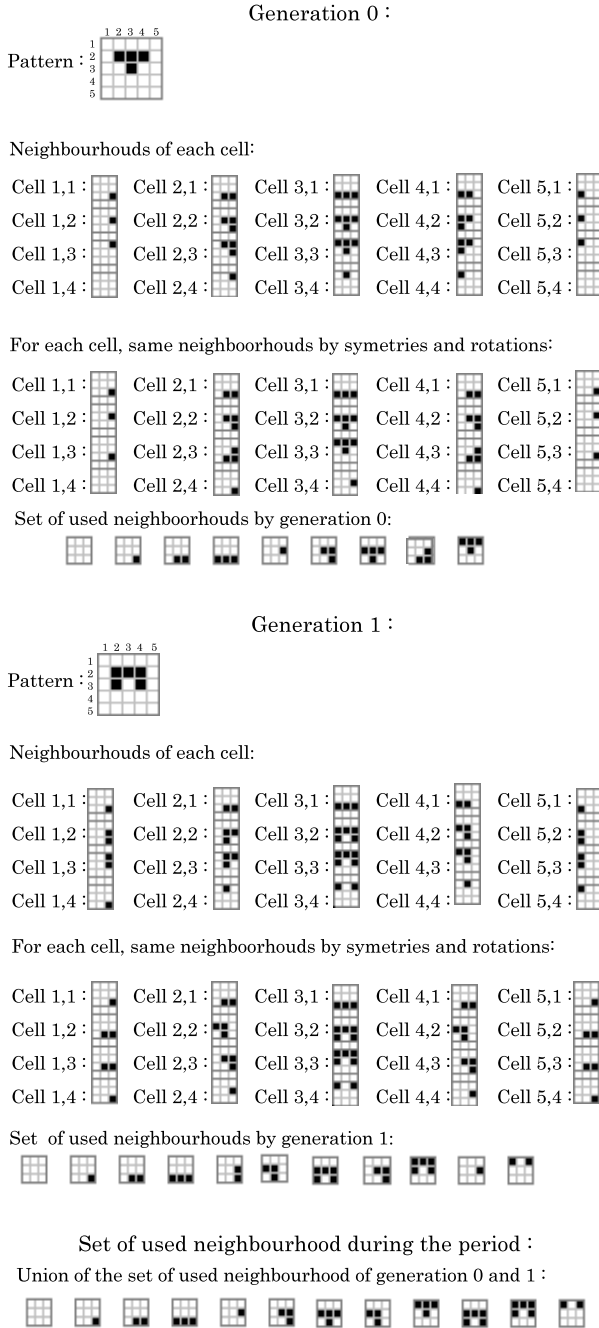 Generation 0 :
1 2 3 4 5
Pattern :
1
2
3
4
5
Neighbourhouds of each cell:
Cell 1,1 : Cell 2,1 : Cell 3,1 : Cell 4,1 : Cell 5,1 :
Cell 1,2 : Cell 2,2 : Cell 3,2 : Cell 4,2 : Cell 5,2 :
Cell 1,3 : Cell 2,3 : Cell 3,3 : Cell 4,3 : Cell 5,3 :
Cell 1,4 : Cell 2,4 : Cell 3,4 : Cell 4,4 : Cell 5,4 :
For each cell, same neighboorhouds by symetries and rotations:
Cell 1,1 : Cell 2,1 : Cell 3,1 : Cell 4,1 : Cell 5,1 :
Cell 1,2 : Cell 2,2 : Cell 3,2 : Cell 4,2 : Cell 5,2 :
Cell 1,3 : Cell 2,3 : Cell 3,3 : Cell 4,3 : Cell 5,3 :
Cell 1,4 : Cell 2,4 : Cell 3,4 : Cell 4,4 : Cell 5,4 :
Set of used neighboorhouds by generation 0:
Generation 1 :
1 2 3 4 5
Pattern :
1
2
3
4
5
Neighbourhouds of each cell:
Cell 1,1 : Cell 2,1 : Cell 3,1 : Cell 4,1 : Cell 5,1 :
Cell 1,2 : Cell 2,2 : Cell 3,2 : Cell 4,2 : Cell 5,2 :
Cell 1,3 : Cell 2,3 : Cell 3,3 : Cell 4,3 : Cell 5,3 :
Cell 1,4 : Cell 2,4 : Cell 3,4 : Cell 4,4 : Cell 5,4 :
For each cell, same neighboorhouds by symetries and rotations:
Cell 1,1 : Cell 2,1 : Cell 3,1 : Cell 4,1 : Cell 5,1 :
Cell 1,2 : Cell 2,2 : Cell 3,2 : Cell 4,2 : Cell 5,2 :
Cell 1,3 : Cell 2,3 : Cell 3,3 : Cell 4,3 : Cell 5,3 :
Cell 1,4 : Cell 2,4 : Cell 3,4 : Cell 4,4 : Cell 5,4 :
Set of used neighbourhouds by generation 1:
Set of used neighbourhood during the period :
Union of the set of used neighbourhood of generation 0 and 1 :